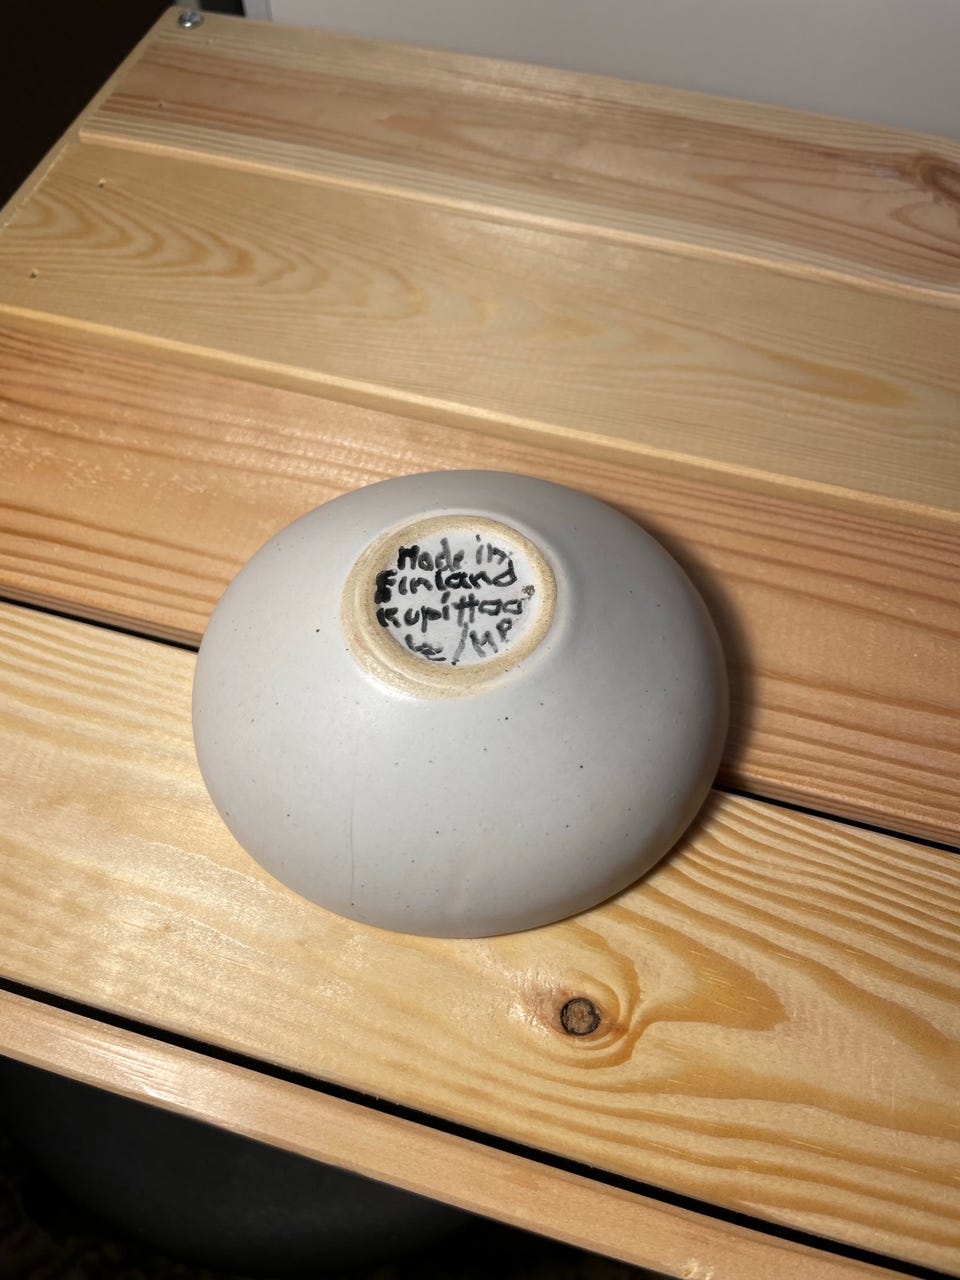 Made in
Finland
Kupittaa
/MP